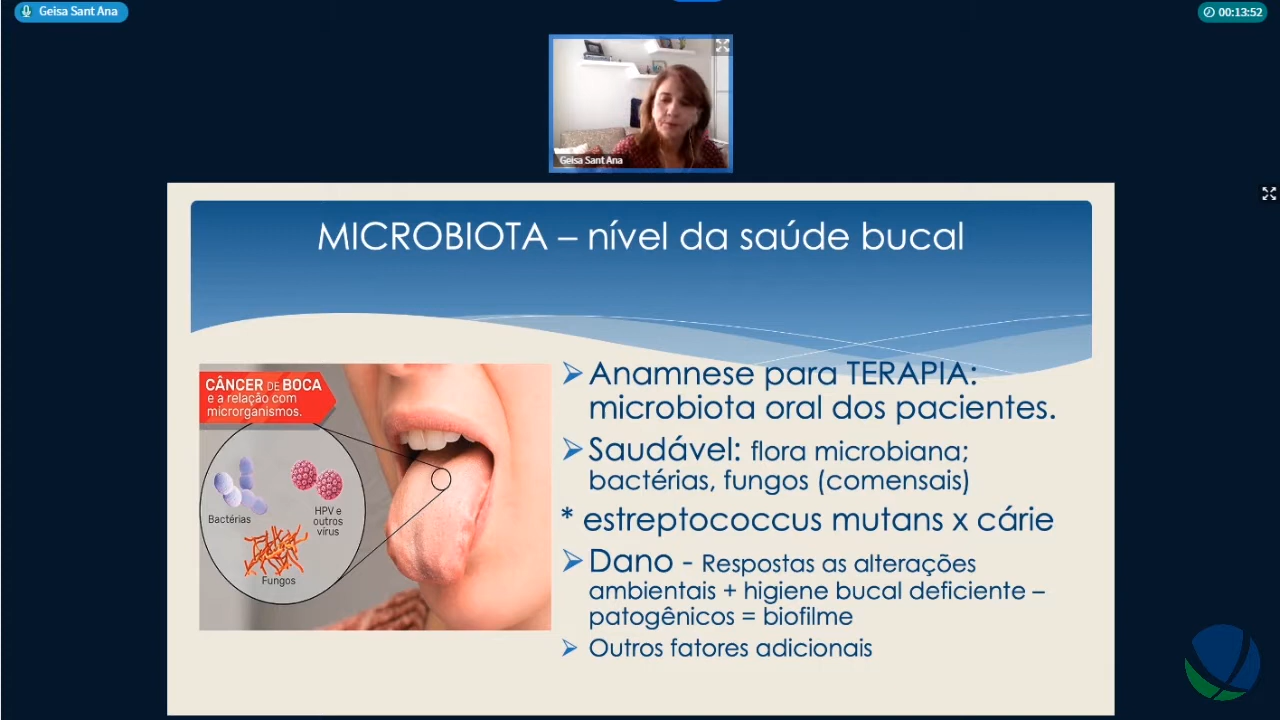 Geisa Sant Ana
00:13:52
Geisa Sant Ana
MICROBIOTA – nível da saúde bucal
CÂNCER DE BOCA
e a relação com
microrganismos.
Bactérias
HPV e
outros
vírus
Fungos
Anamnese para TERAPIA:
microbiota oral dos pacientes.
Saudável: flora microbiana;
bactérias, fungos (comensais)
* estreptococcus mutans x cárie
Dano - Respostas as alterações
ambientais + higiene bucal deficiente –
patogênicos = biofilme
Outros fatores adicionais